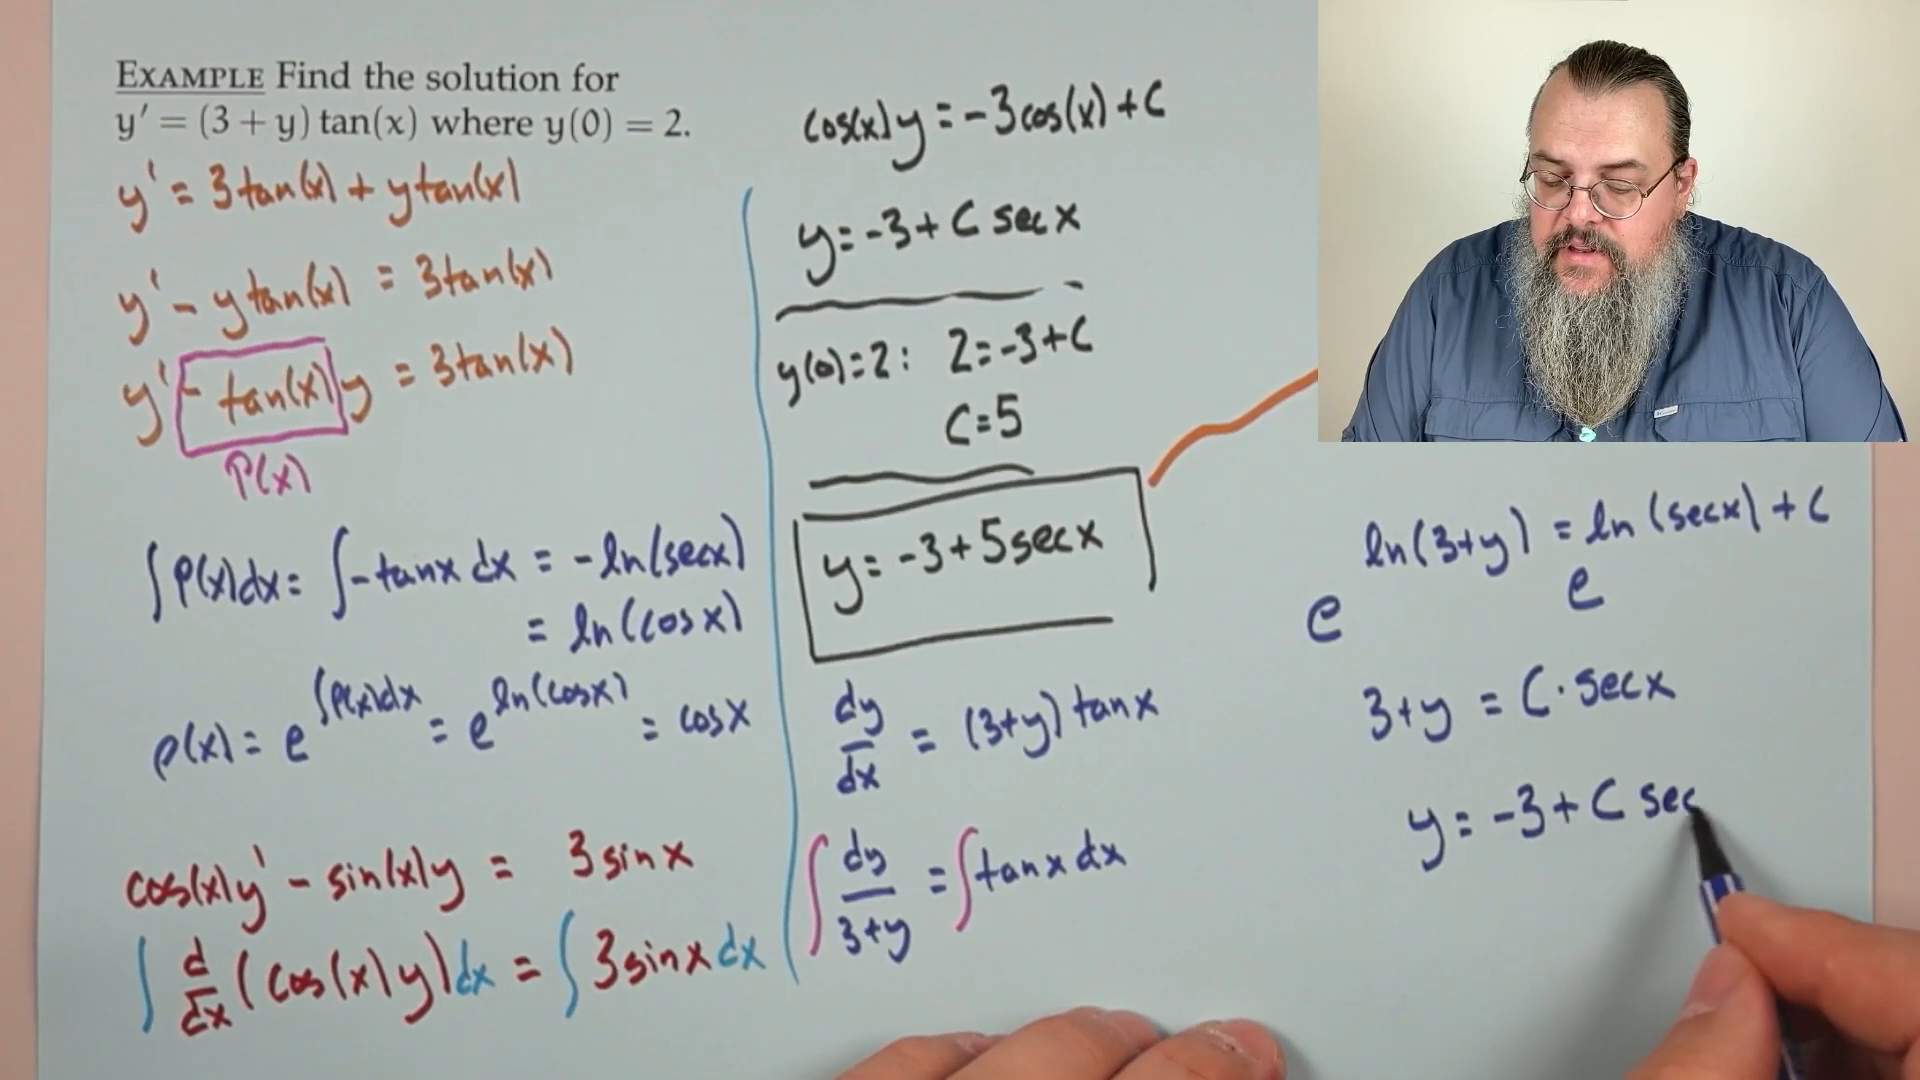 EXAMPLE Find the solution for
y′ = (3 + y) tan(x) where y(0) = 2.
y' = 3tan(x) + ytan(x)
y' - ytan(x) = 3tan(x)
y' - tan(x) y = 3tan(x)
P(x)
∫P(x)dx = ∫-tanx dx = -ln(secx)
= ln(cosx)
ρ(x) = e^∫P(x)dx = e^ln(cosx) = cosx
cos(x)y' - sin(x)y = 3sinx
∫ d/dx (cos(x)y)dx = ∫3sinx dx
cos(x)y = -3cos(x) + C
y = -3 + C secx
y(0)=2: 2=-3+C
C=5
y = -3 + 5secx
dy/dx = (3+y) tanx
∫ dy/3+y = ∫tanx dx
e^ln(3+y) = e^ln(secx) + C
3+y = C·secx
y = -3 + C sec